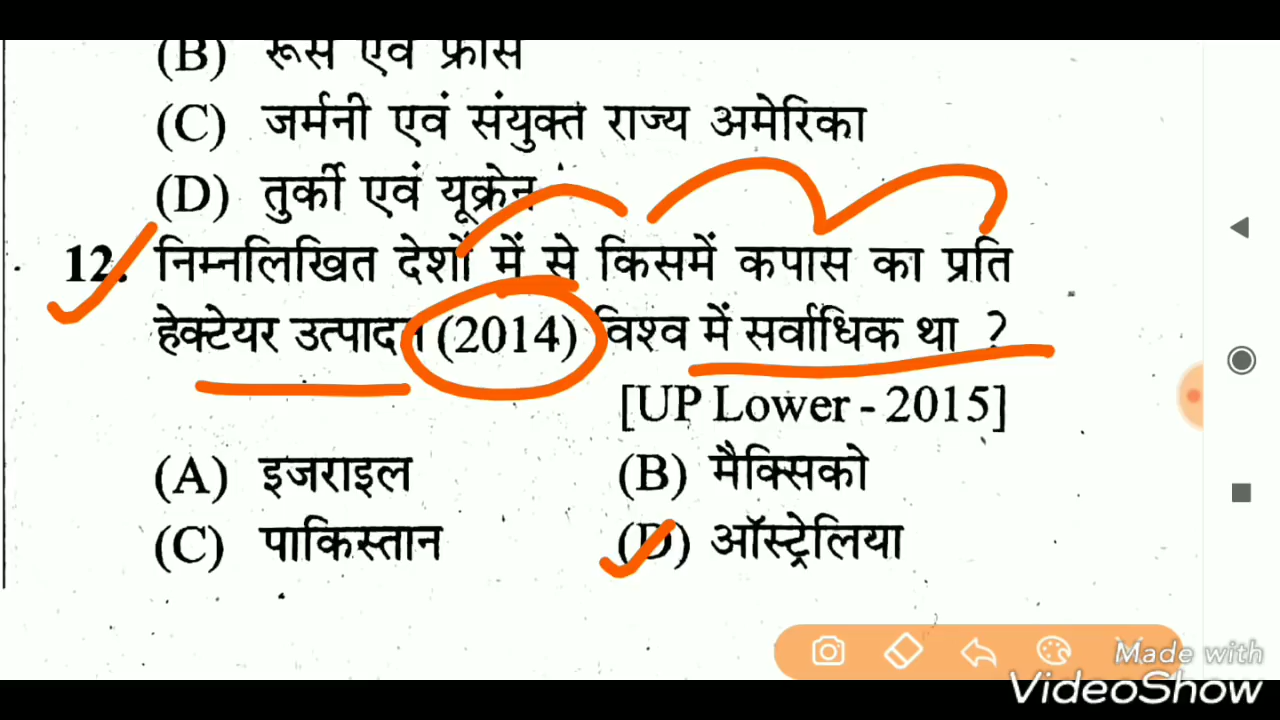 (B) रूस एवं फ्रांस
(C) जर्मनी एवं संयुक्त राज्य अमेरिका
(D) तुर्की एवं यूक्रेन
12. निम्नलिखित देशों में से किसमें कपास का प्रति
हेक्टेयर उत्पादन (2014) विश्व में सर्वाधिक था ?
[UP Lower - 2015]
(A) इजराइल (B) मैक्सिको
(C) पाकिस्तान (D) ऑस्ट्रेलिया
Made with
VideoShow